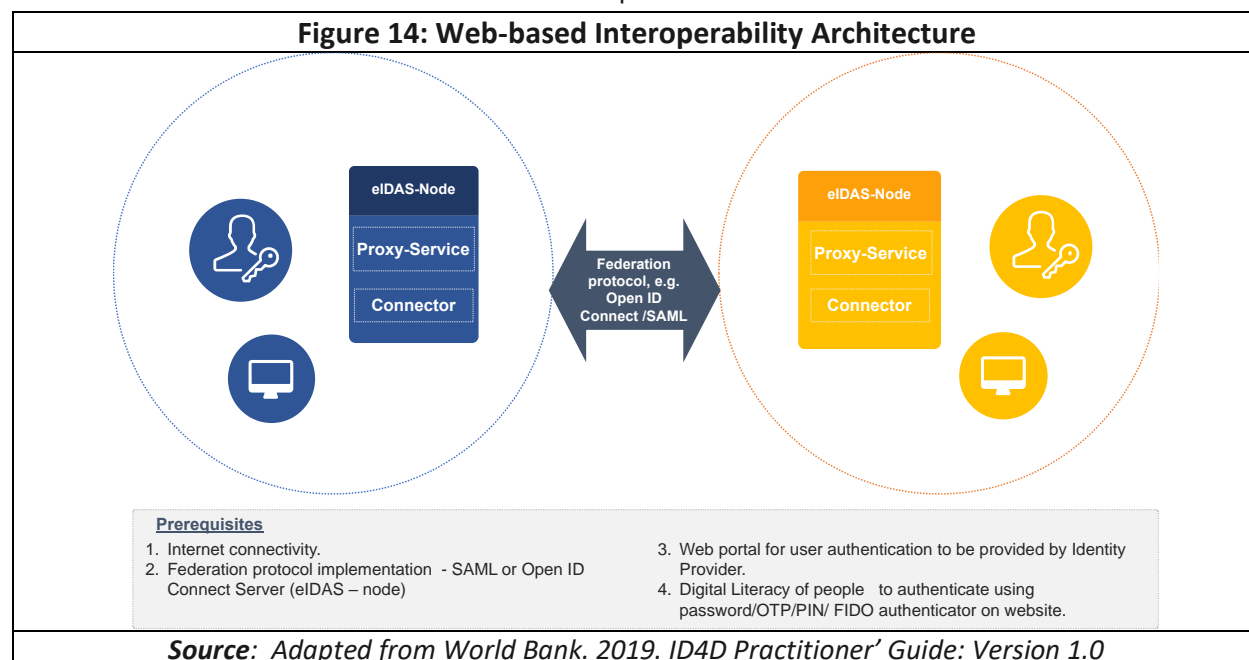 Figure 14: Web-based Interoperability Architecture
eIDAS-Node
Proxy-Service
Connector
Federation
protocol, e.g.
Open ID
Connect /SAML
eIDAS-Node
Proxy-Service
Connector
Prerequisites
1. Internet connectivity.
2. Federation protocol implementation - SAML or Open ID
Connect Server (eIDAS – node)
3. Web portal for user authentication to be provided by Identity
Provider.
4. Digital Literacy of people to authenticate using
password/OTP/PIN/ FIDO authenticator on website.
Source: Adapted from World Bank. 2019. ID4D Practitioner' Guide: Version 1.0